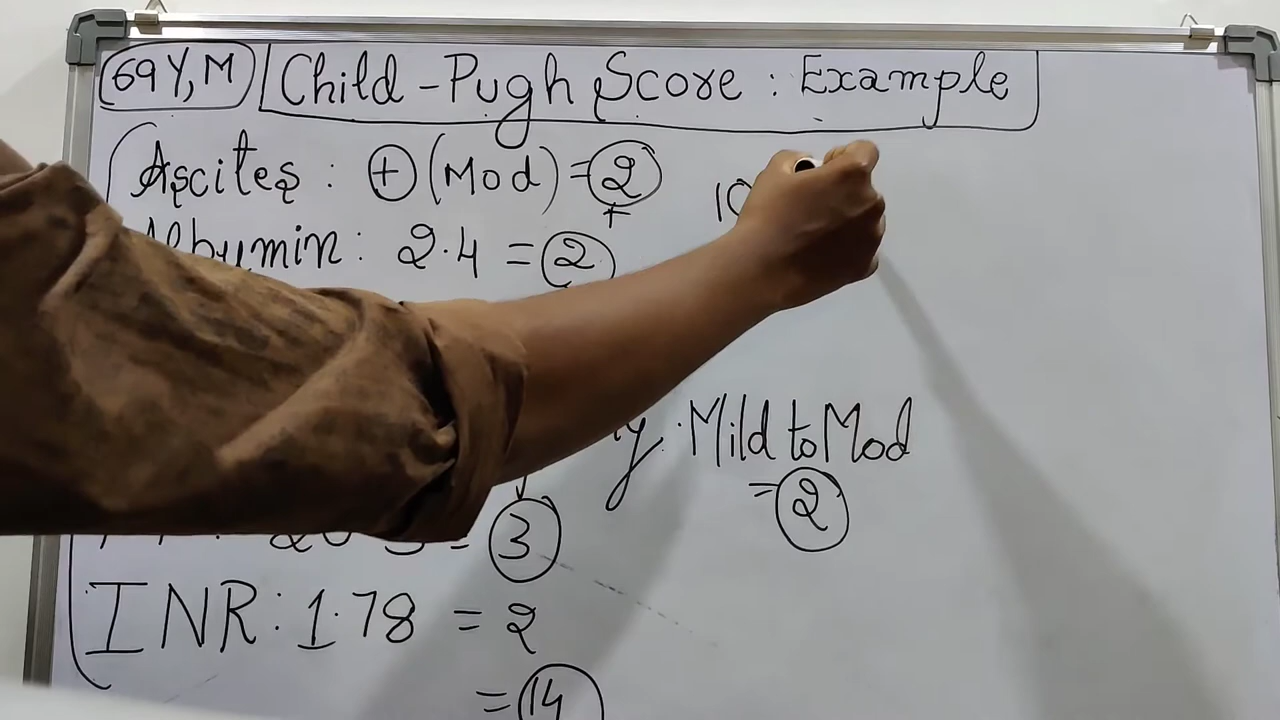 69Y,M Child-Pugh Score: Example
Ascites: + (Mod) = 2
+
Albumin: 2.4 = 2
10
Mild to Mod
= 2
= 3
INR: 1.78 = 2
= 14